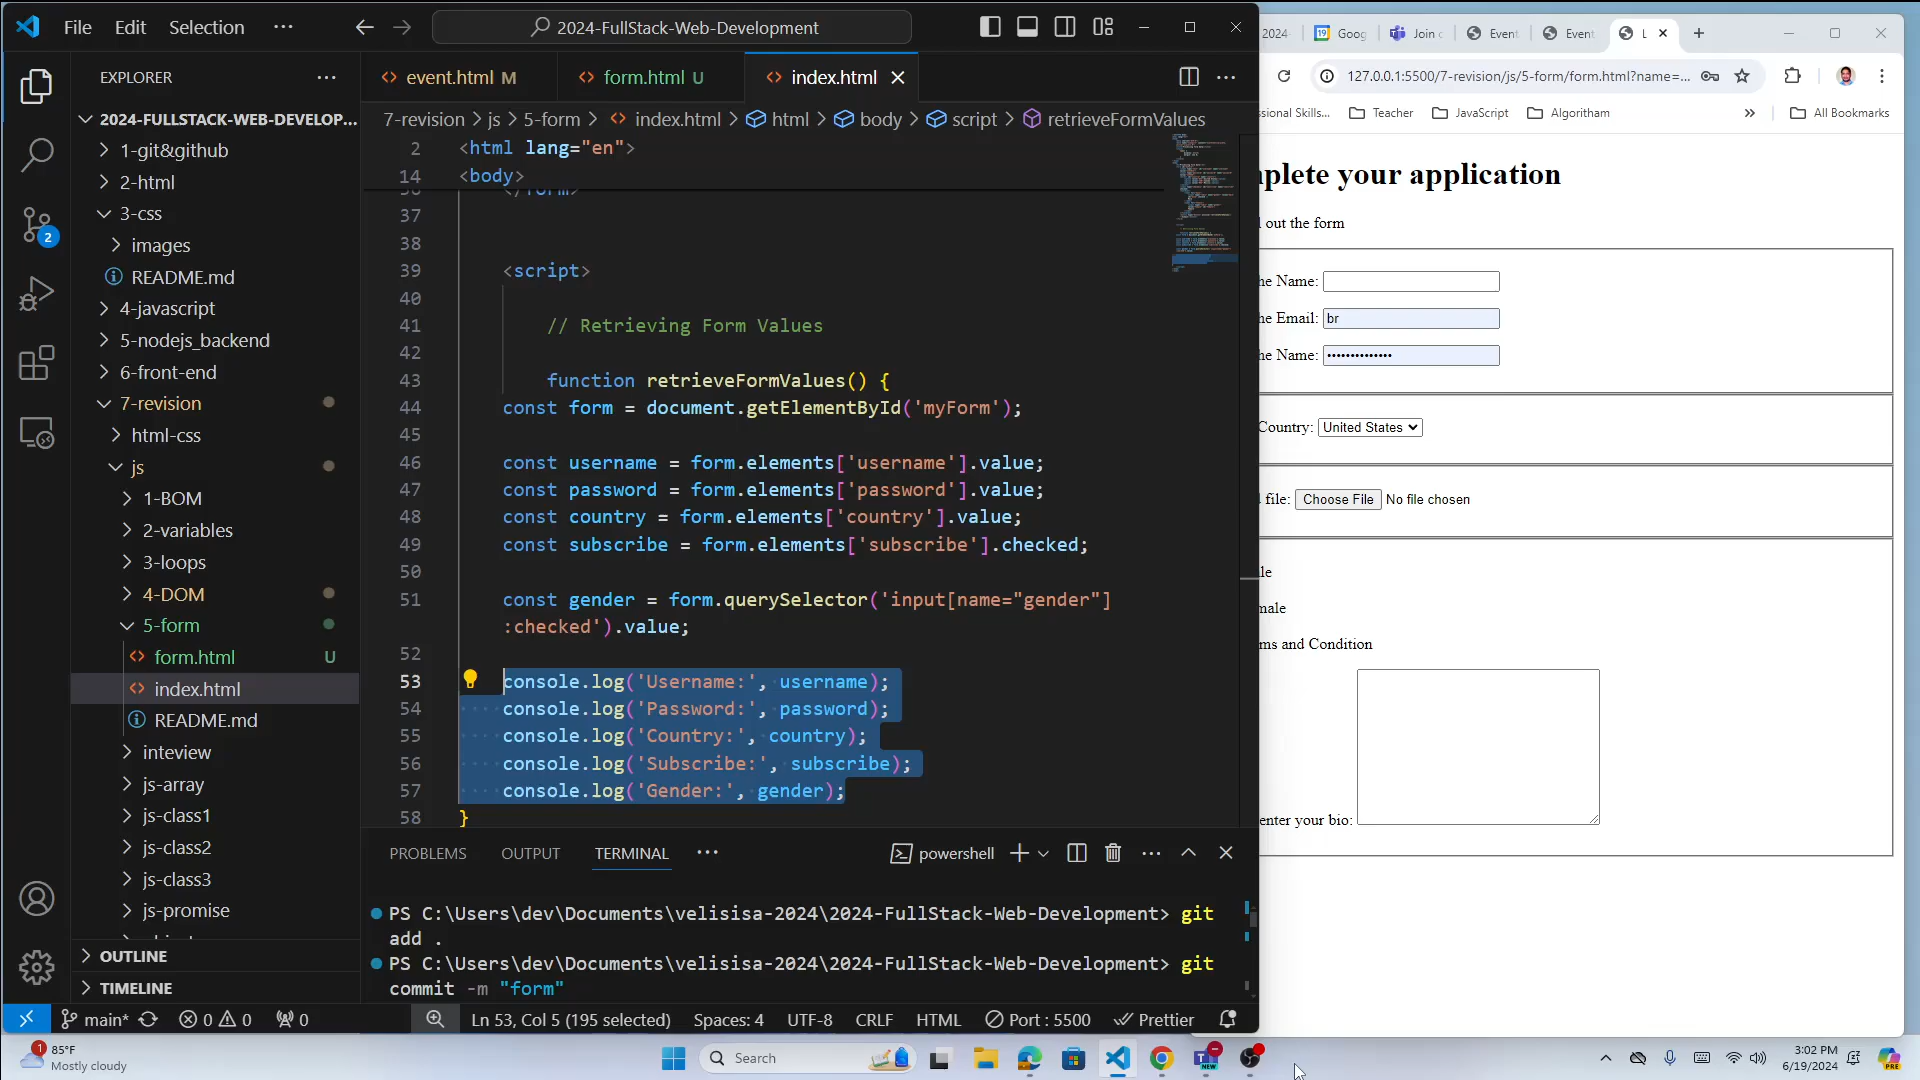 File Edit Selection ··· 2024-FullStack-Web-Development
EXPLORER
2024-FULLSTACK-WEB-DEVELOP...
1-git&github
2-html
3-css
images
README.md
4-javascript
5-nodejs_backend
6-front-end
7-revision
html-css
js
1-BOM
2-variables
3-loops
4-DOM
5-form
form.html U
index.html
README.md
inteview
js-array
js-class1
js-class2
js-class3
js-promise
OUTLINE
TIMELINE
2
event.html M form.html U index.html
7-revision > js > 5-form > index.html > html > body > script > retrieveFormValues
2 <html lang="en">
14 <body>
37
38
39 <script>
40
41 // Retrieving Form Values
42
43 function retrieveFormValues() {
44 const form = document.getElementById('myForm');
45
46 const username = form.elements['username'].value;
47 const password = form.elements['password'].value;
48 const country = form.elements['country'].value;
49 const subscribe = form.elements['subscribe'].checked;
50
51 const gender = form.querySelector('input[name="gender"]
:checked').value;
52
53 console.log('Username:', username);
54 console.log('Password:', password);
55 console.log('Country:', country);
56 console.log('Subscribe:', subscribe);
57 console.log('Gender:', gender);
58 }
PROBLEMS OUTPUT TERMINAL ··· powershell
PS C:\Users\dev\Documents\velisisa-2024\2024-FullStack-Web-Development> git
add .
PS C:\Users\dev\Documents\velisisa-2024\2024-FullStack-Web-Development> git
commit -m "form"
main* 0 0 0 Ln 53, Col 5 (195 selected) Spaces: 4 UTF-8 CRLF HTML Port : 5500 Prettier
2024- 19 Goog Join Event Event L
127.0.0.1:5500/7-revision/js/5-form/form.html?name=...
sional Skills... Teacher JavaScript Algoritham » All Bookmarks
plete your application
out the form
he Name:
he Email: br
he Name: ••••••••••••••
Country: United States
file: Choose File No file chosen
le
male
ms and Condition
enter your bio:
1 85°F
Mostly cloudy
Search
NEW
3:02 PM
6/19/2024
PRE